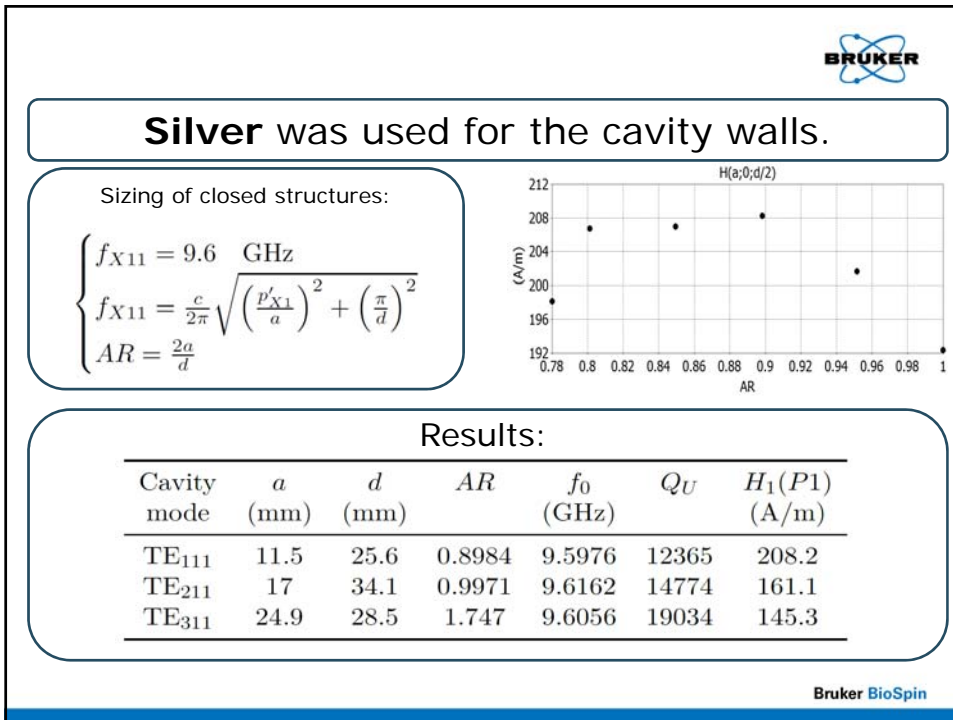 BRUKER
Silver was used for the cavity walls.
Sizing of closed structures:
f_{X11} = 9.6 GHz
f_{X11} = \frac{c}{2\pi} \sqrt{\left(\frac{p'_{X1}}{a}\right)^2 + \left(\frac{\pi}{d}\right)^2}
AR = \frac{2a}{d}
H(a;0;d/2)
212
208
204
200
196
192
(A/m)
0.78 0.8 0.82 0.84 0.86 0.88 0.9 0.92 0.94 0.96 0.98 1
AR
Results:
Cavity a d AR f₀ Q_U H₁(P1)
mode (mm) (mm) (GHz) (A/m)
TE₁₁₁ 11.5 25.6 0.8984 9.5976 12365 208.2
TE₂₁₁ 17 34.1 0.9971 9.6162 14774 161.1
TE₃₁₁ 24.9 28.5 1.747 9.6056 19034 145.3
Bruker BioSpin